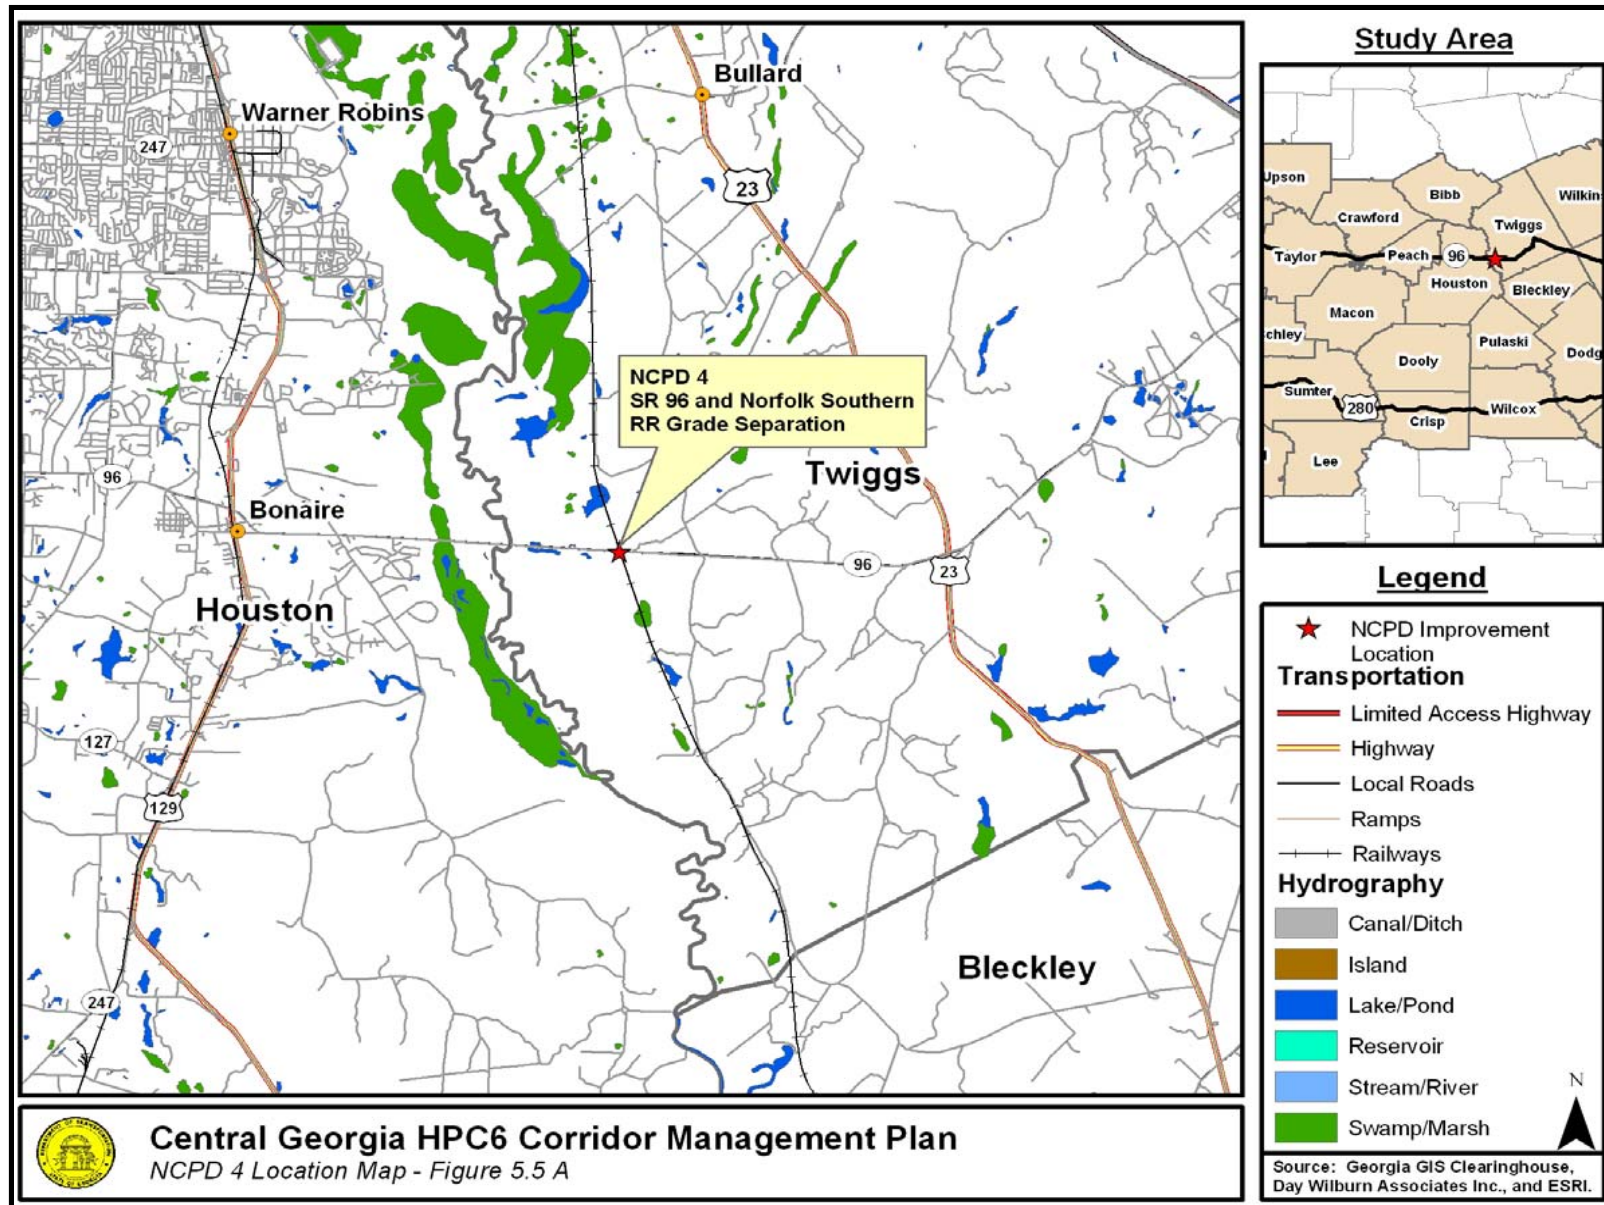 Warner Robins
Bullard
247
23
NCPD 4
SR 96 and Norfolk Southern
RR Grade Separation
Twiggs
96
Bonaire
96
23
Houston
127
129
Bleckley
247
Study Area
Upson
Bibb
Wilkin
Crawford
Twiggs
Taylor
Peach
96
Houston
Bleckley
Macon
chley
Pulaski
Dooly
Dodg
Sumter
280
Wilcox
Crisp
Lee
Legend
NCPD Improvement
Location
Transportation
Limited Access Highway
Highway
Local Roads
Ramps
Railways
Hydrography
Canal/Ditch
Island
Lake/Pond
Reservoir
Stream/River
Swamp/Marsh
N
Source: Georgia GIS Clearinghouse,
Day Wilburn Associates Inc., and ESRI.
Central Georgia HPC6 Corridor Management Plan
NCPD 4 Location Map - Figure 5.5 A